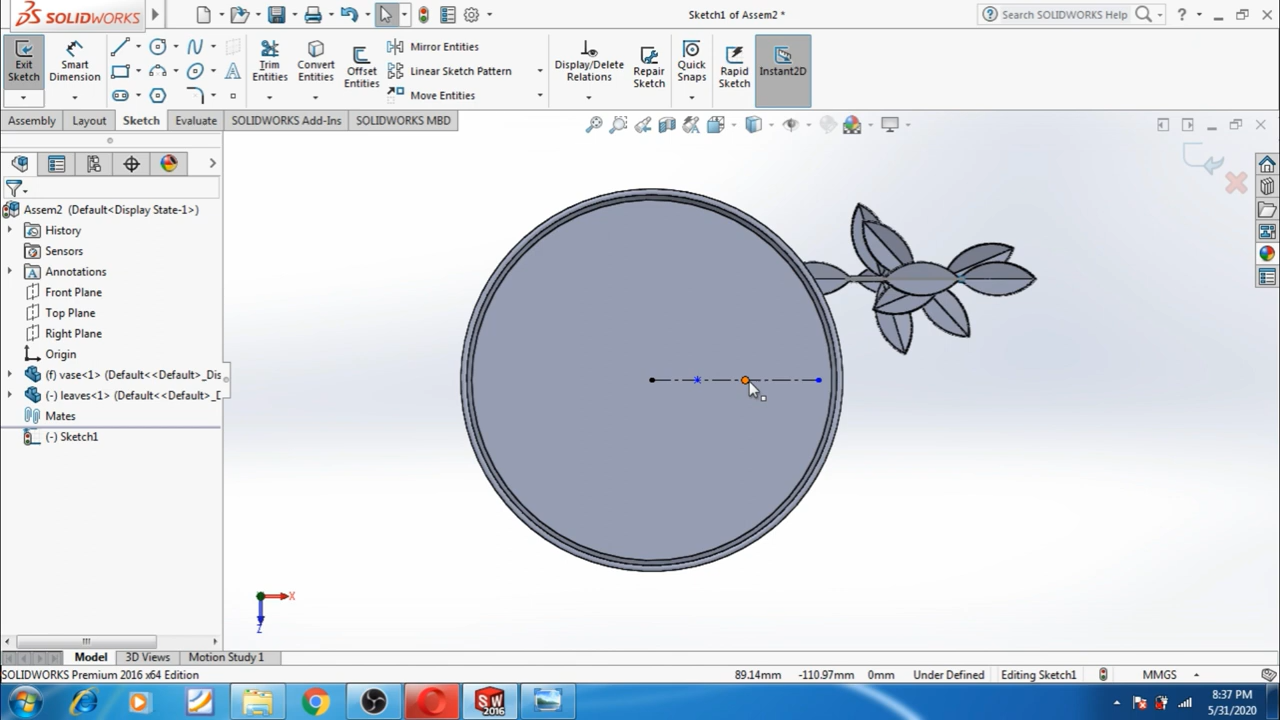 SOLIDWORKS
Sketch1 of Assem2 *
Search SOLIDWORKS Help
Exit Sketch
Smart Dimension
Trim Entities
Convert Entities
Offset Entities
Mirror Entities
Linear Sketch Pattern
Move Entities
Display/Delete Relations
Repair Sketch
Quick Snaps
Rapid Sketch
Instant2D
Assembly Layout Sketch Evaluate SOLIDWORKS Add-Ins SOLIDWORKS MBD
Assem2 (Default<Display State-1>)
History
Sensors
Annotations
Front Plane
Top Plane
Right Plane
Origin
(f) vase<1> (Default<<Default>_Dis
(-) leaves<1> (Default<<Default>_D
Mates
(-) Sketch1
X
Z
Model 3D Views Motion Study 1
SOLIDWORKS Premium 2016 x64 Edition 89.14mm -110.97mm 0mm Under Defined Editing Sketch1 MMGS
SW 2016
8:37 PM
5/31/2020